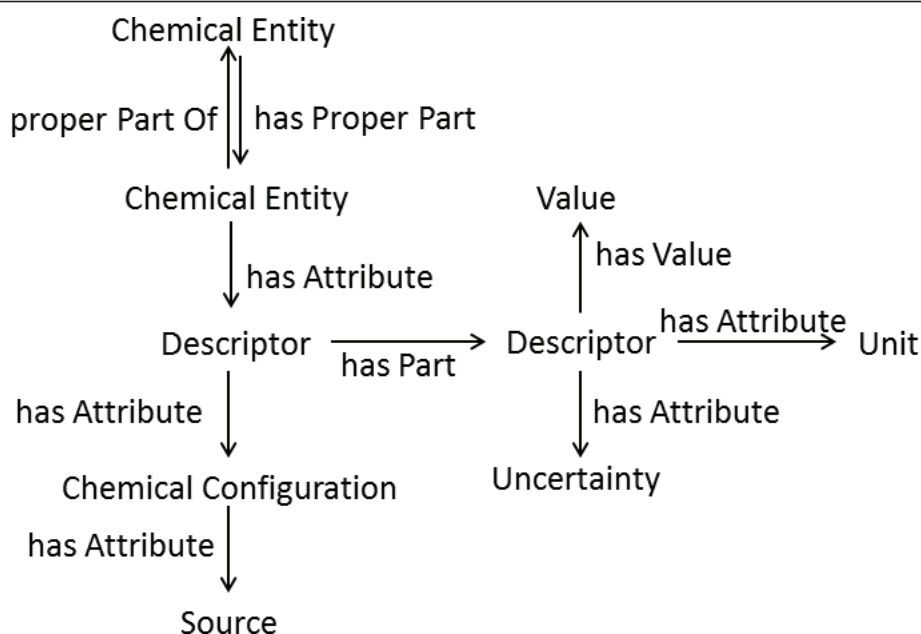 Chemical Entity
proper Part Of
has Proper Part
Chemical Entity
Value
has Attribute
has Value
Descriptor
has Part
Descriptor
has Attribute
Unit
has Attribute
has Attribute
Chemical Configuration
Uncertainty
has Attribute
Source